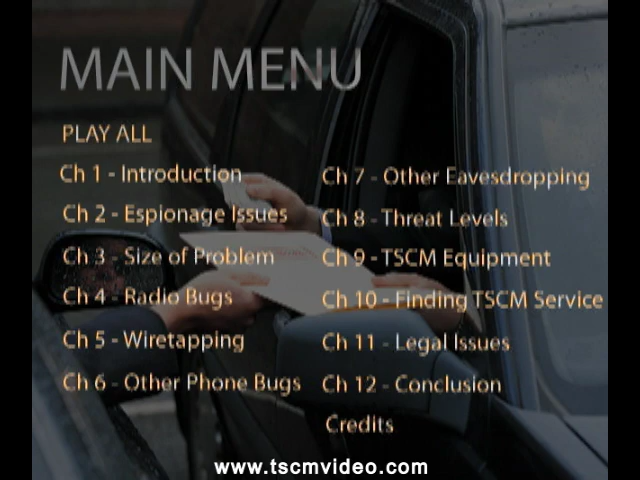 MAIN MENU
PLAY ALL
Ch 1 - Introduction
Ch 2 - Espionage Issues
Ch 3 - Size of Problem
Ch 4 - Radio Bugs
Ch 5 - Wiretapping
Ch 6 - Other Phone Bugs
Ch 7 - Other Eavesdropping
Ch 8 - Threat Levels
Ch 9 - TSCM Equipment
Ch 10 - Finding TSCM Service
Ch 11 - Legal Issues
Ch 12 - Conclusion
Credits
www.tscmvideo.com